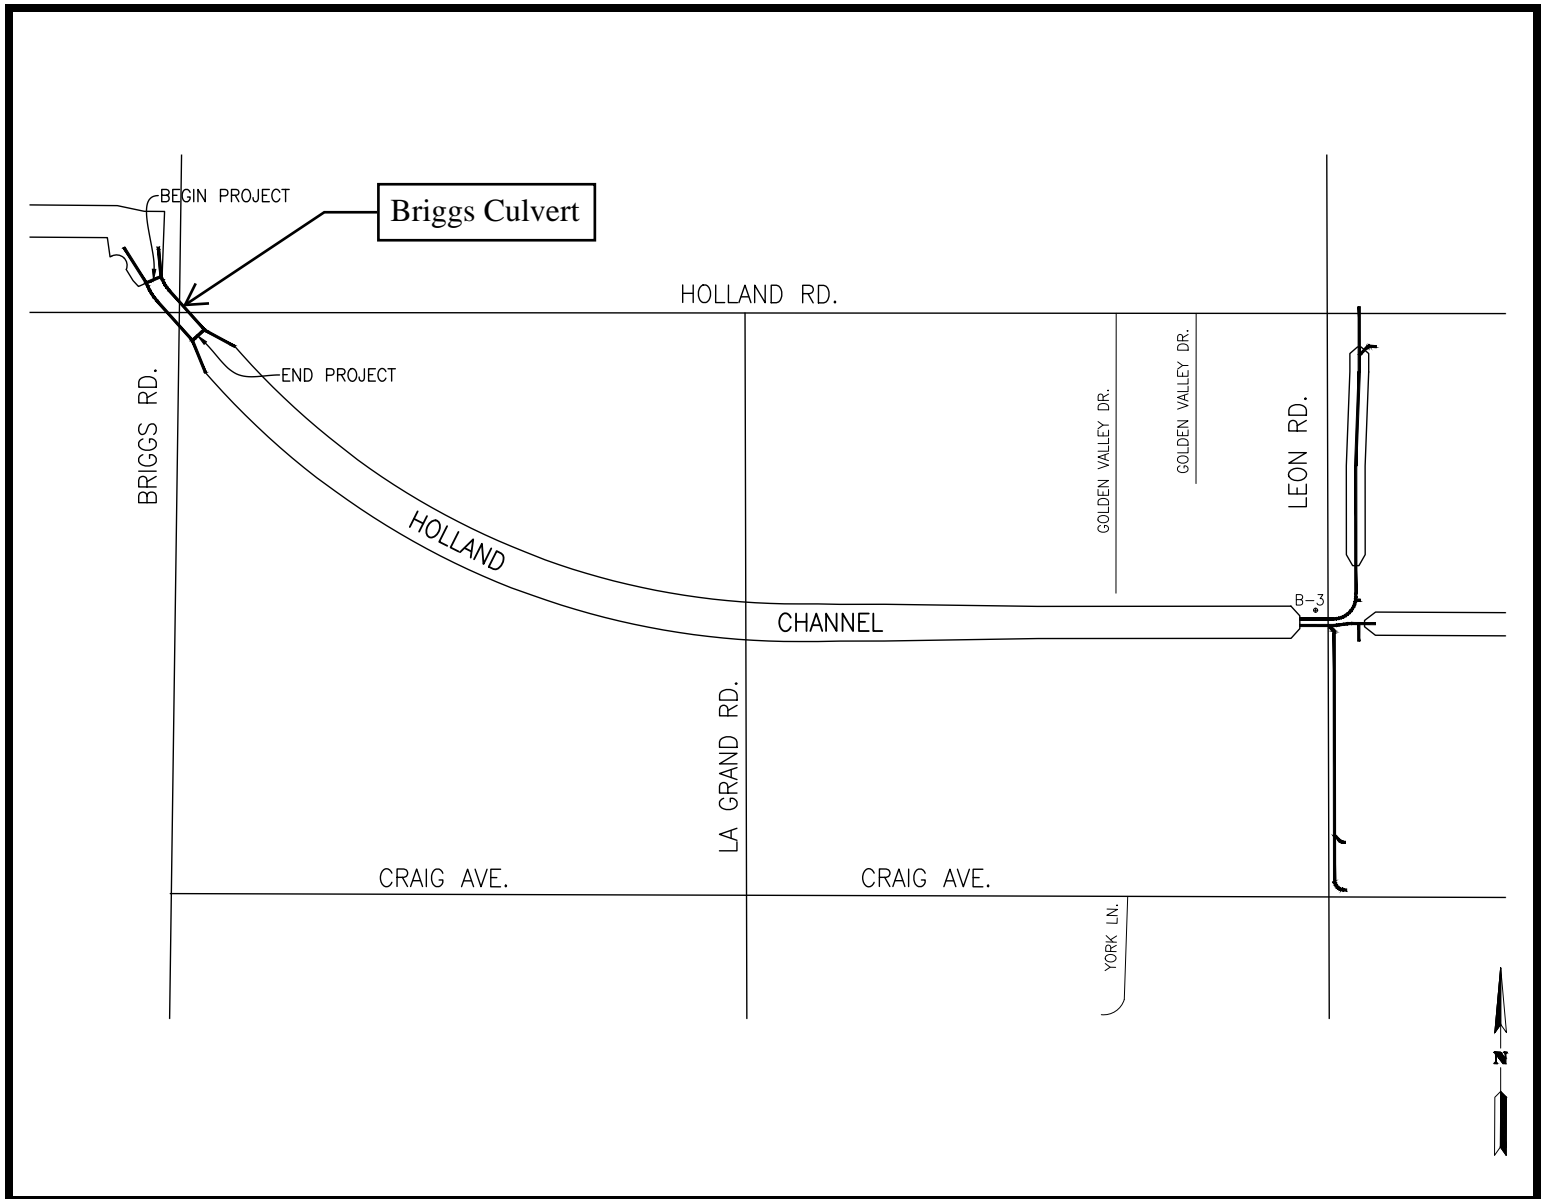 BEGIN PROJECT
Briggs Culvert
HOLLAND RD.
END PROJECT
BRIGGS RD.
GOLDEN VALLEY DR.
GOLDEN VALLEY DR.
LEON RD.
HOLLAND
CHANNEL
B-3
LA GRAND RD.
CRAIG AVE.
CRAIG AVE.
YORK LN.
N